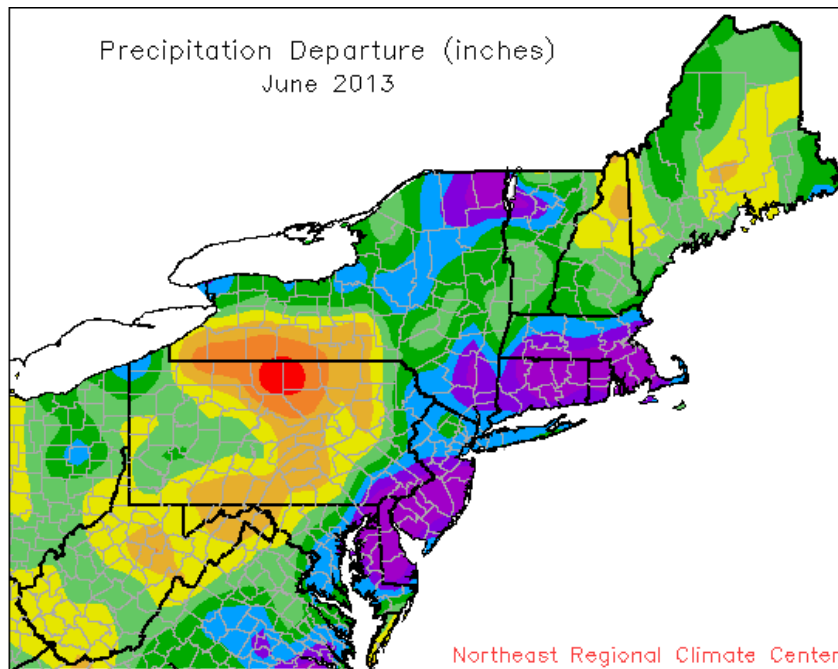 Precipitation Departure (inches)
June 2013
Northeast Regional Climate Center